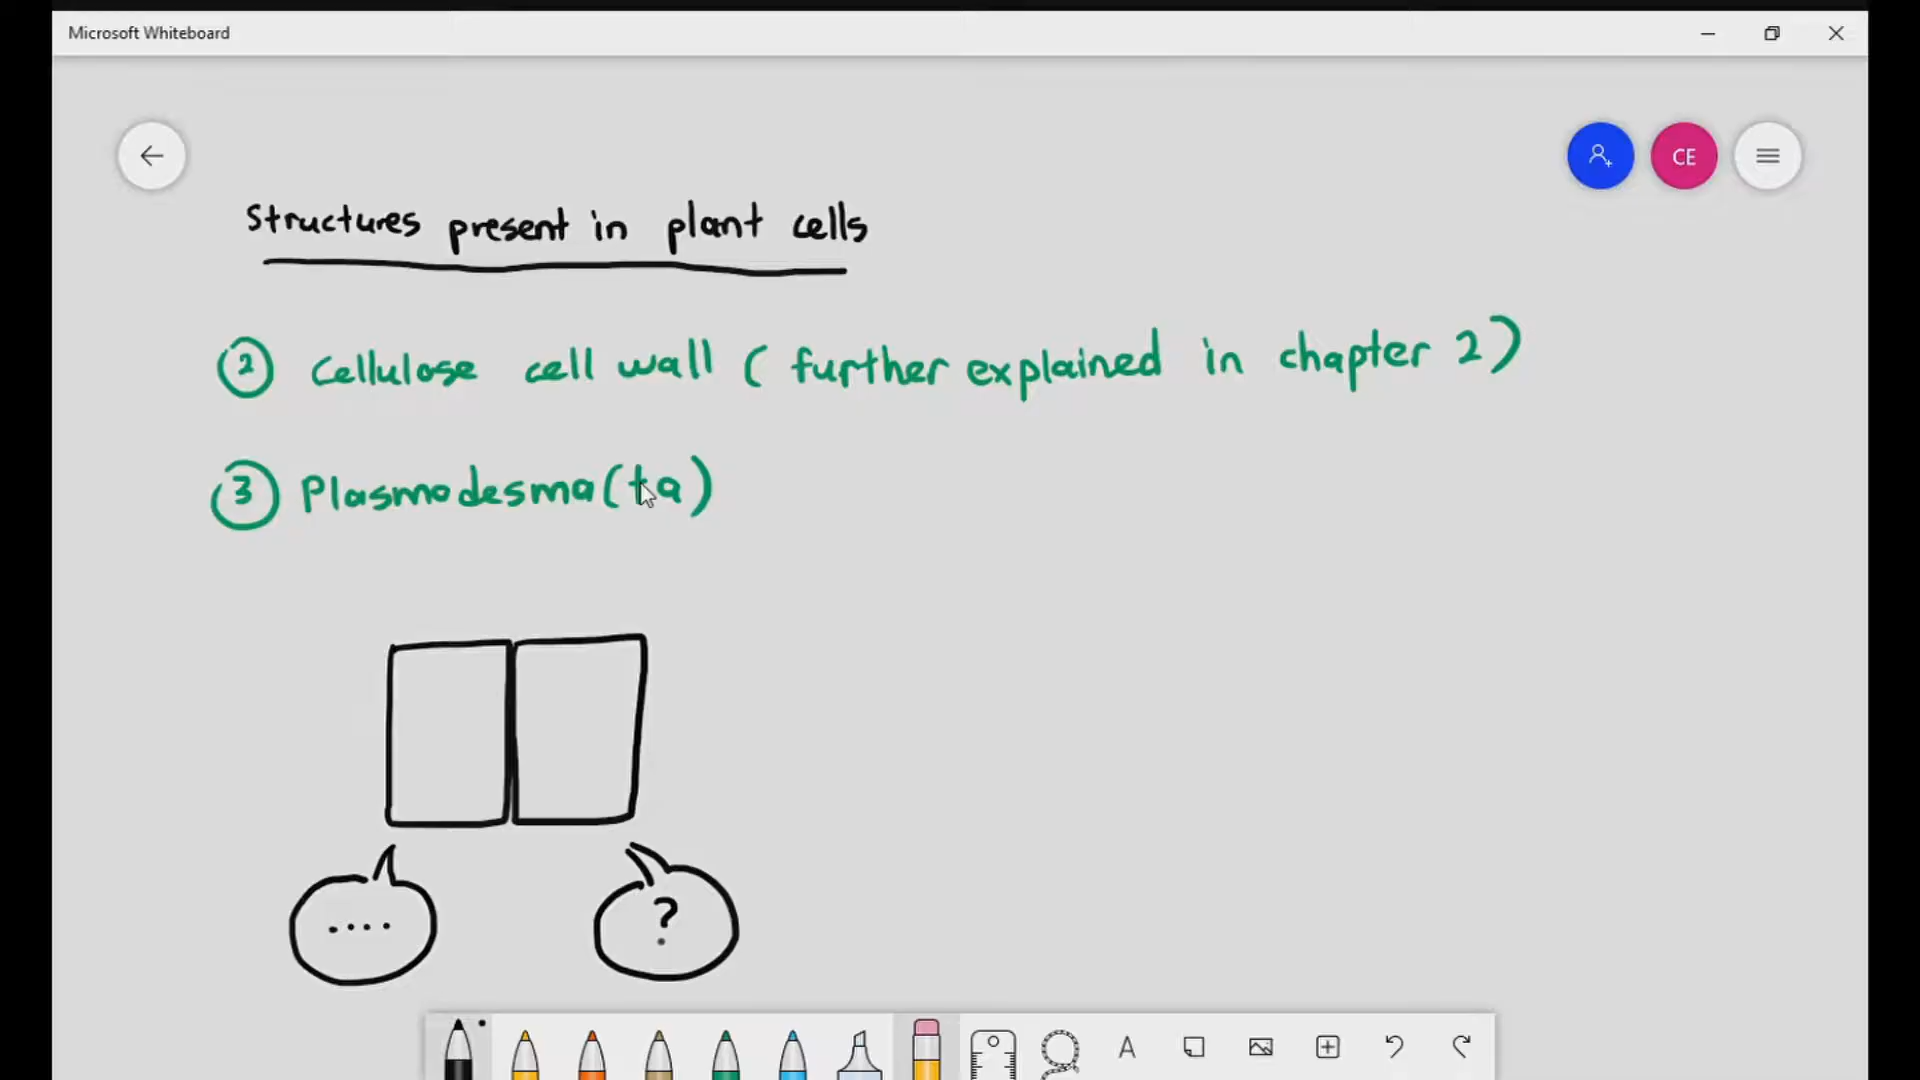 Microsoft Whiteboard
CE
Structures present in plant cells
② Cellulose cell wall ( further explained in chapter 2)
③ Plasmodesma(ta)
....
?
A